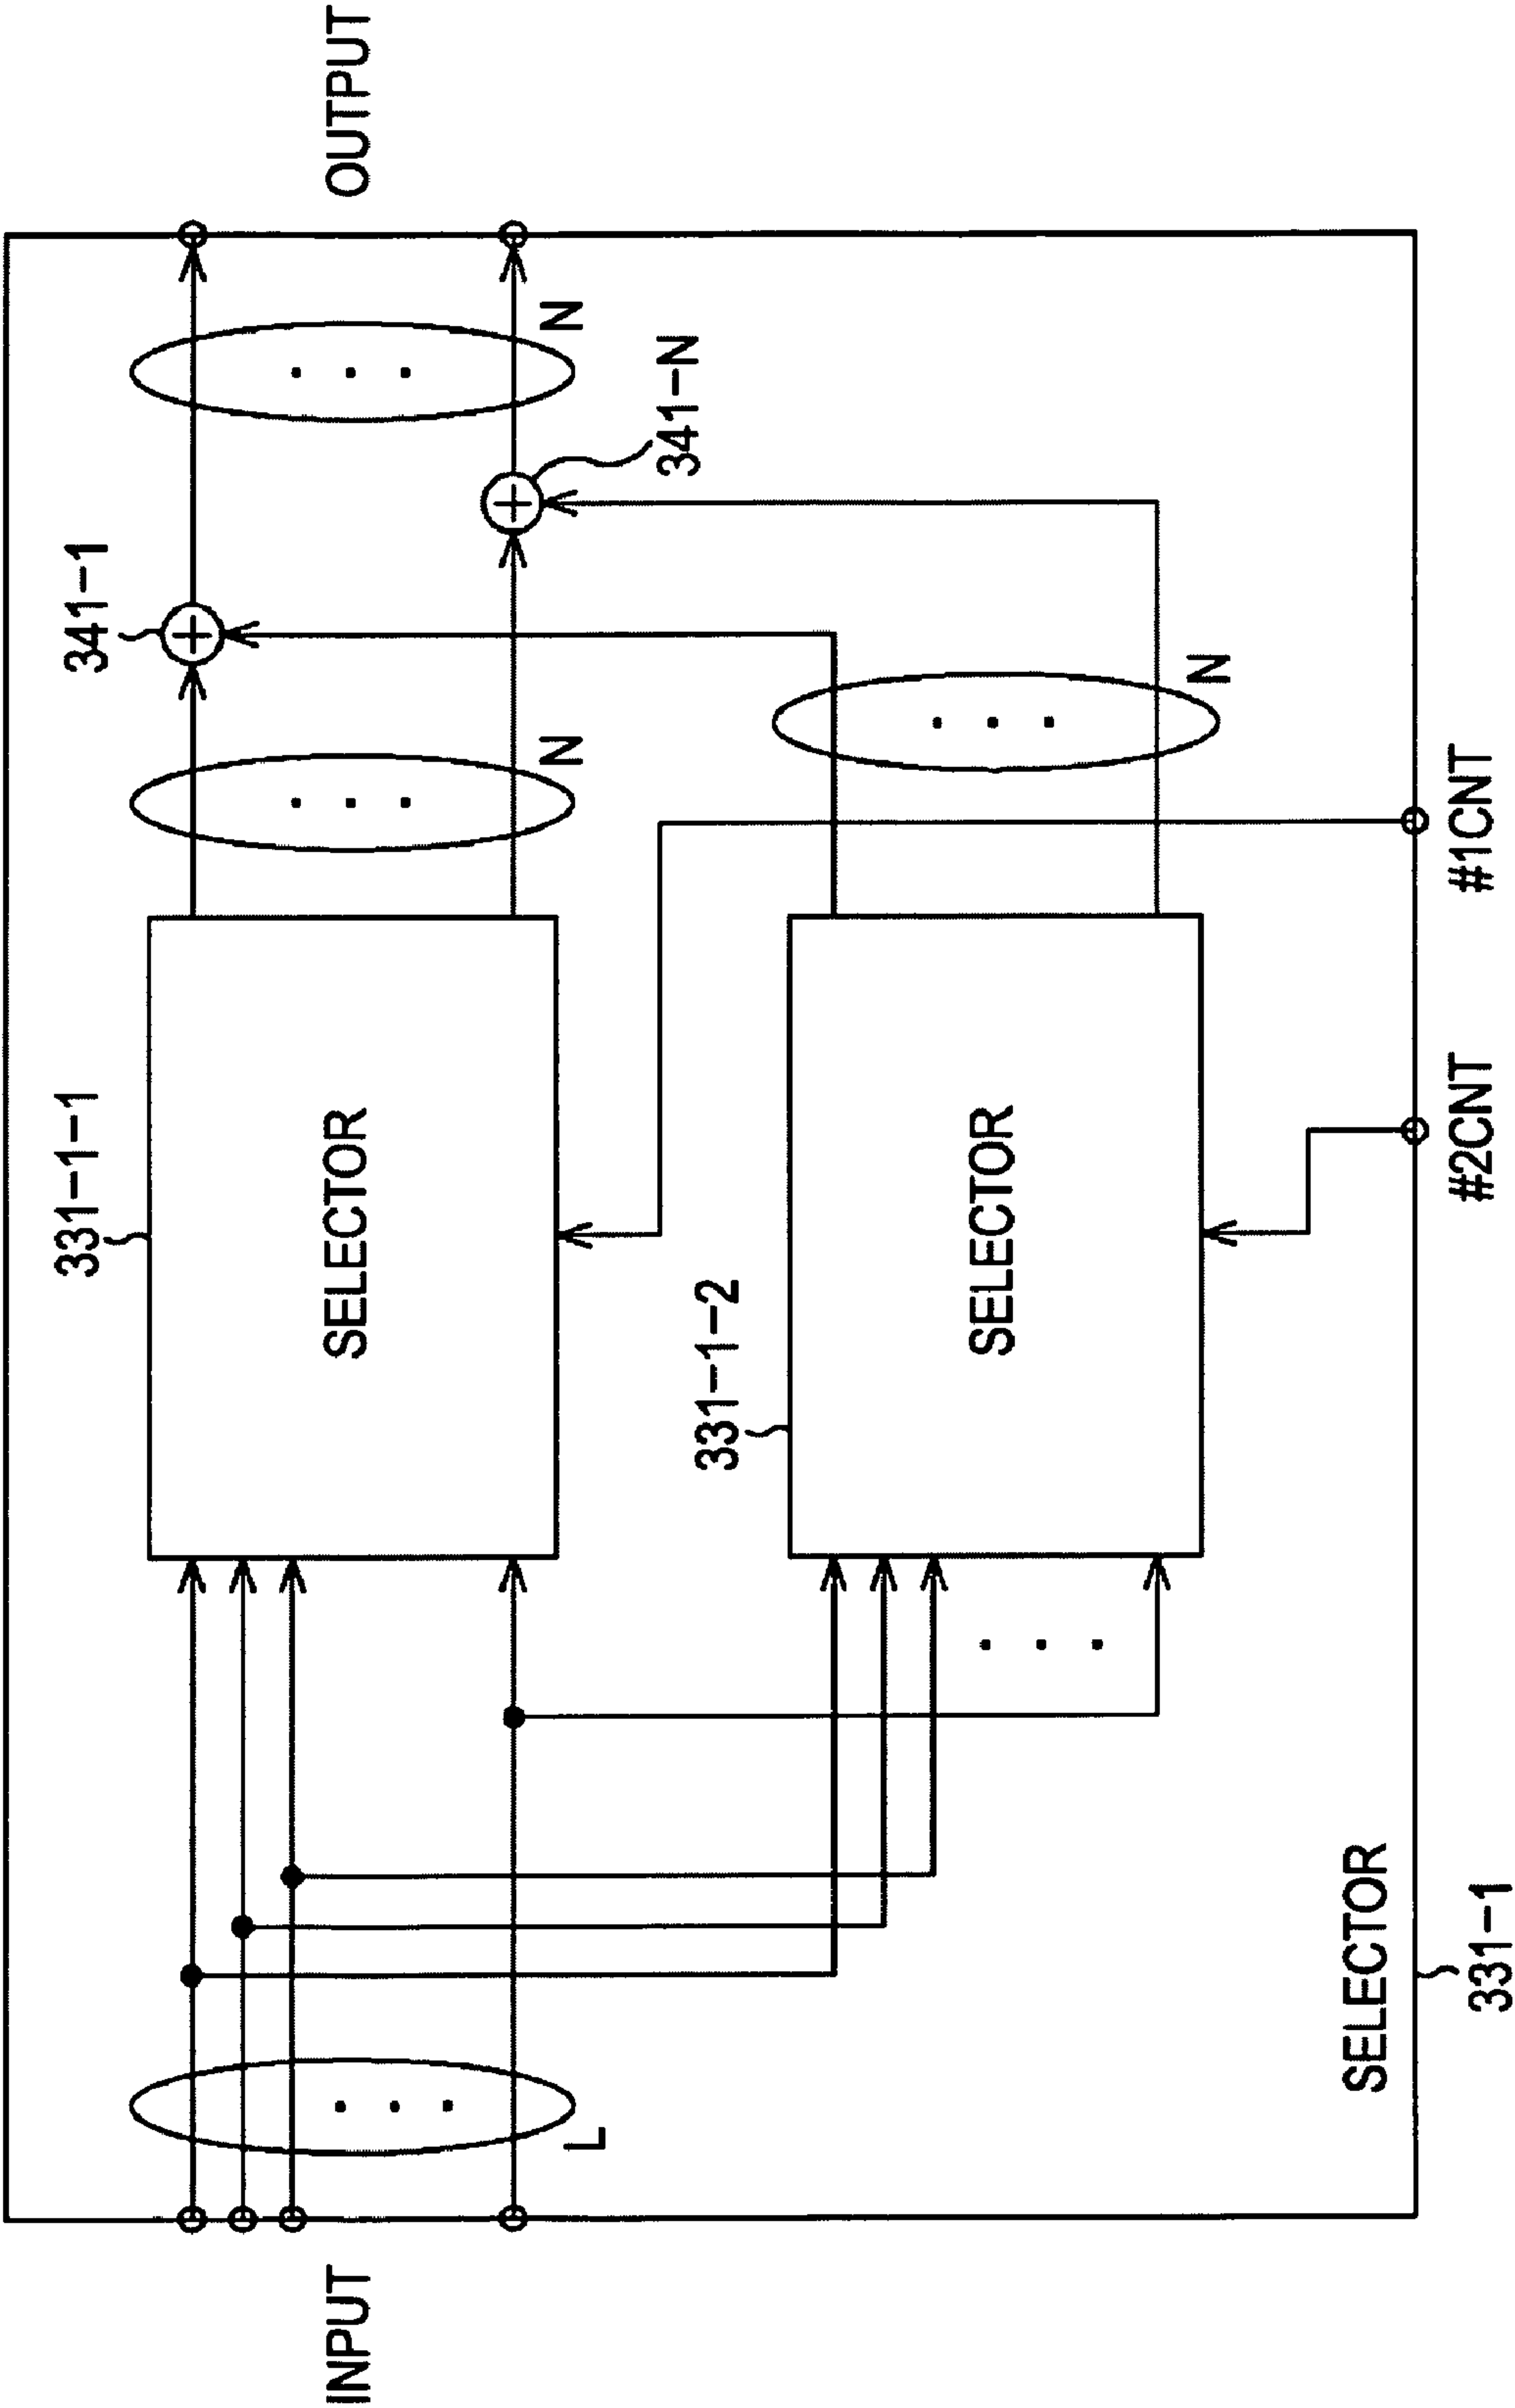 INPUT
L
331-1-1
SELECTOR
N
341-1
341-N
N
OUTPUT
331-1-2
SELECTOR
N
SELECTOR
331-1
#2CNT
#1CNT